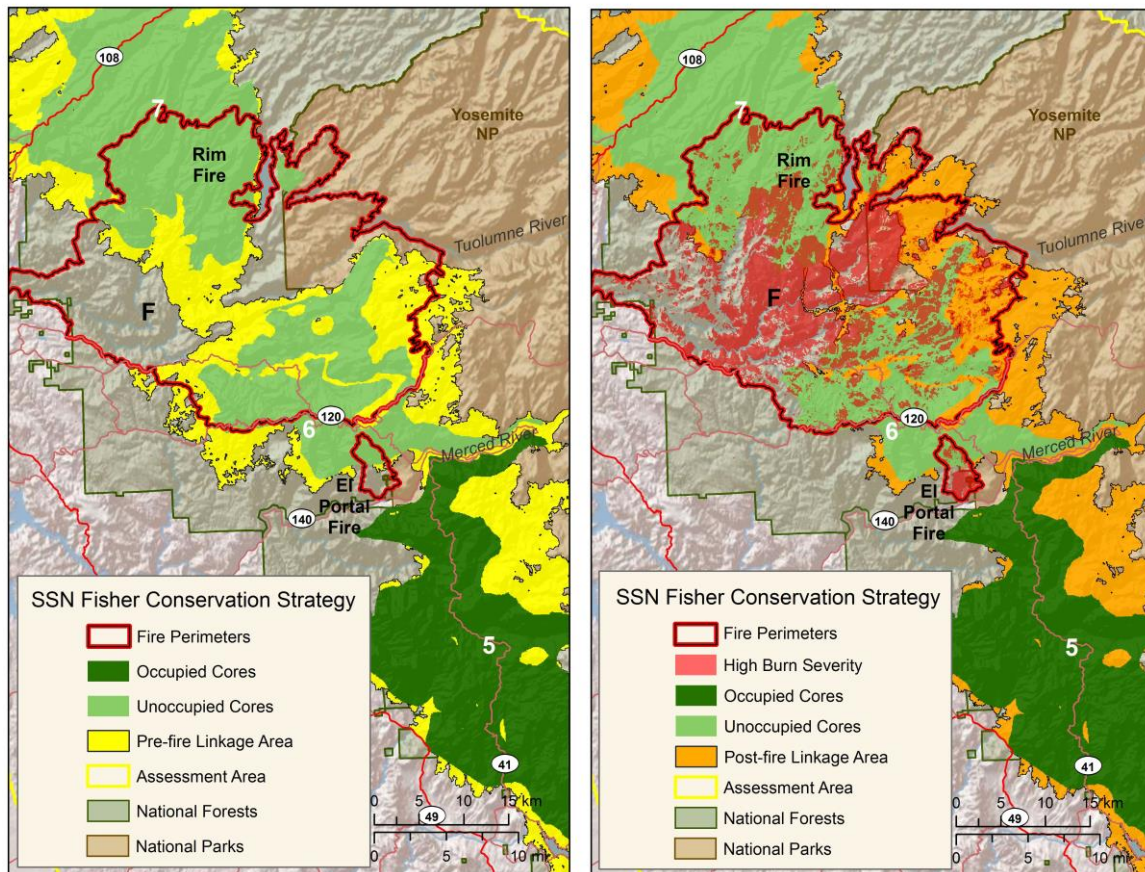 108
7
Yosemite
NP
Rim
Fire
Tuolumne River
F
120
6
Merced River
El
Portal
Fire
140
5
41
49
SSN Fisher Conservation Strategy
Fire Perimeters
Occupied Cores
Unoccupied Cores
Pre-fire Linkage Area
Assessment Area
National Forests
National Parks
0 5 10 15 km
0 5 10 mi
108
7
Yosemite
NP
Rim
Fire
Tuolumne River
F
120
6
Merced River
El
Portal
Fire
140
5
41
49
SSN Fisher Conservation Strategy
Fire Perimeters
High Burn Severity
Occupied Cores
Unoccupied Cores
Post-fire Linkage Area
Assessment Area
National Forests
National Parks
0 5 10 15 km
0 5 10 mi